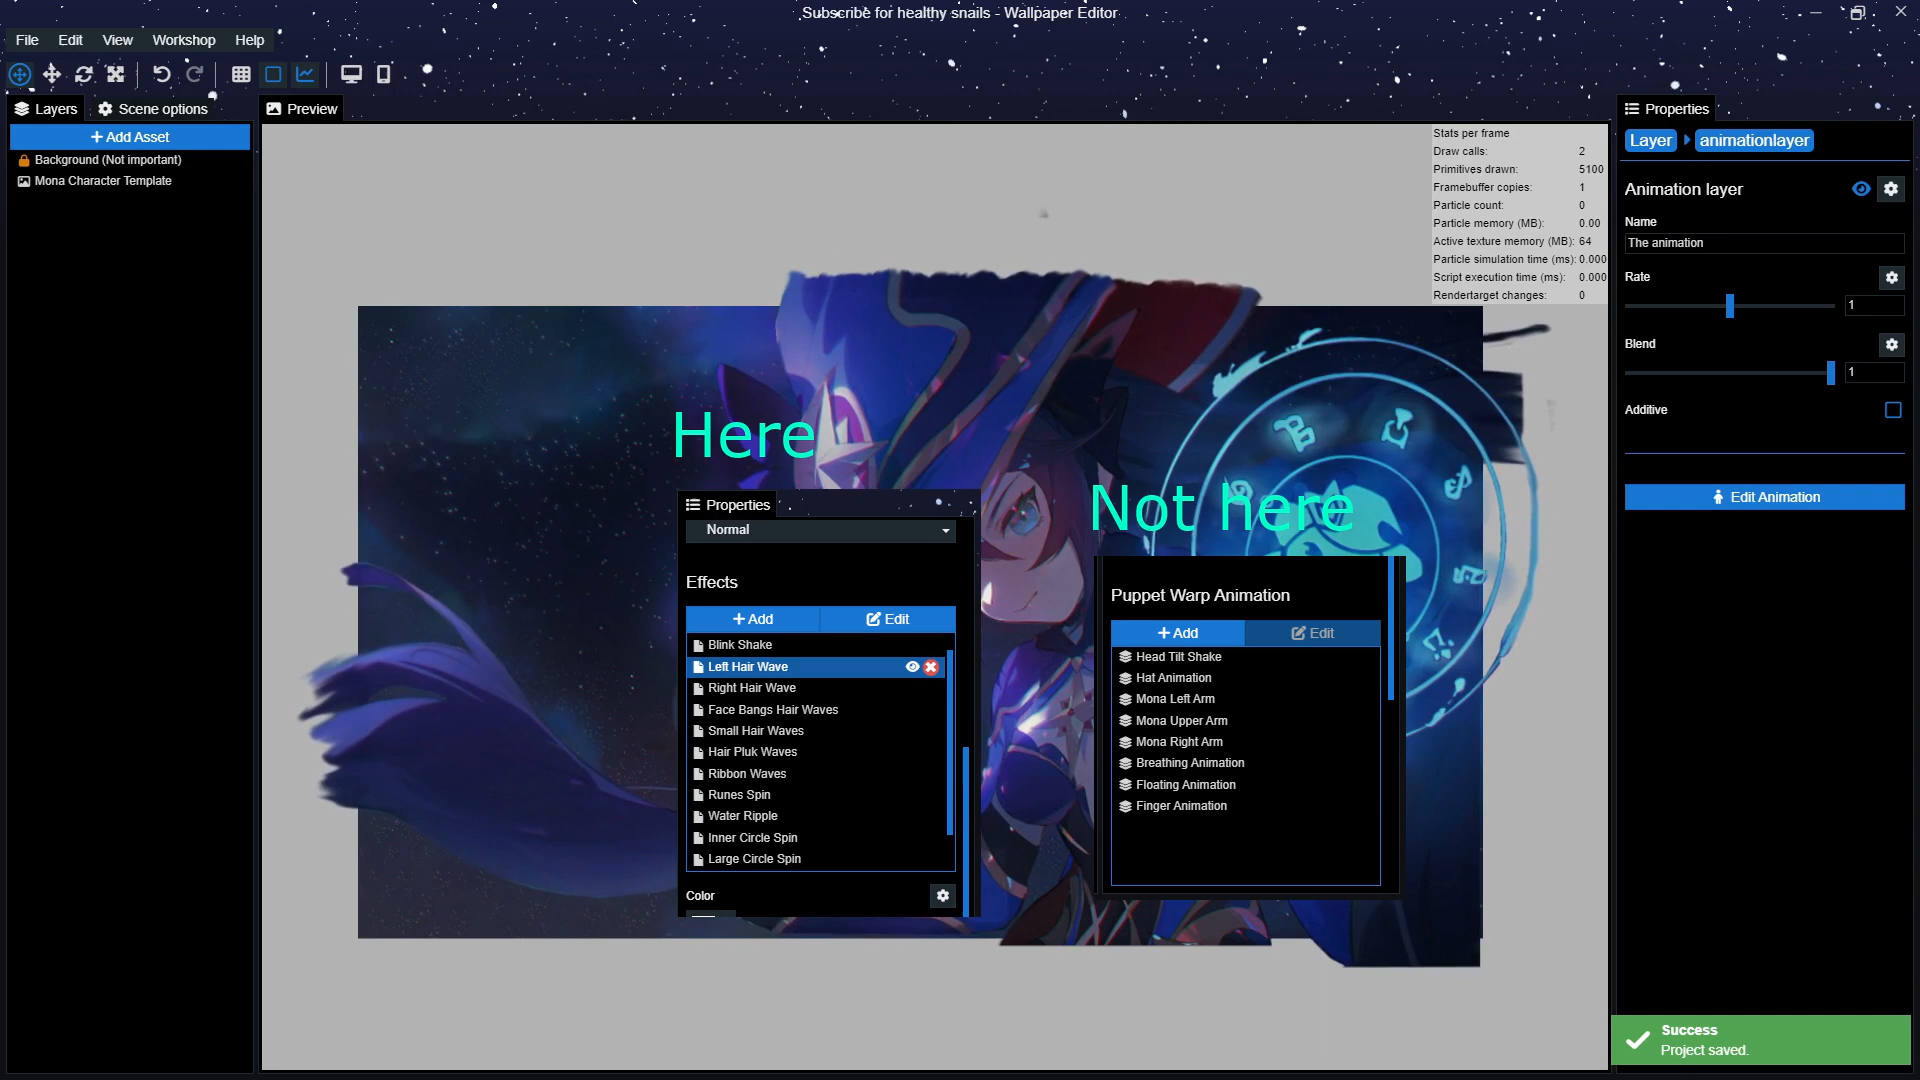 Subscribe for healthy snails - Wallpaper Editor
File Edit View Workshop Help
Layers Scene options
Preview
Properties
Add Asset
Background (Not important)
Mona Character Template
Stats per frame
Draw calls: 2
Primitives drawn: 5100
Framebuffer copies: 1
Particle count: 0
Particle memory (MB): 0.00
Active texture memory (MB): 64
Particle simulation time (ms): 0.000
Script execution time (ms): 0.000
Rendertarget changes: 0
Here
Properties
Normal
Effects
Add Edit
Blink Shake
Left Hair Wave
Right Hair Wave
Face Bangs Hair Waves
Small Hair Waves
Hair Pluk Waves
Ribbon Waves
Runes Spin
Water Ripple
Inner Circle Spin
Large Circle Spin
Color
Not here
Puppet Warp Animation
Add Edit
Head Tilt Shake
Hat Animation
Mona Left Arm
Mona Upper Arm
Mona Right Arm
Breathing Animation
Floating Animation
Finger Animation
Layer animationlayer
Animation layer
Name
The animation
Rate
1
Blend
1
Additive
Edit Animation
Success
Project saved.